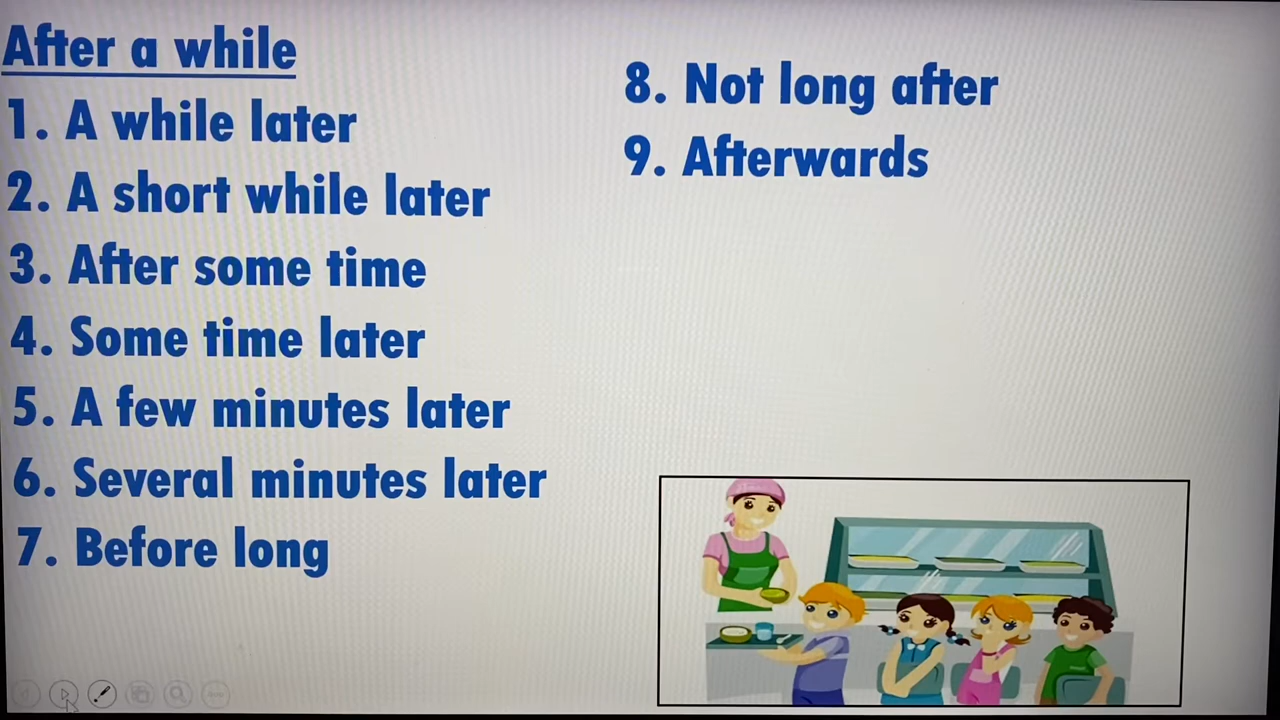 After a while
1. A while later
2. A short while later
3. After some time
4. Some time later
5. A few minutes later
6. Several minutes later
7. Before long
8. Not long after
9. Afterwards